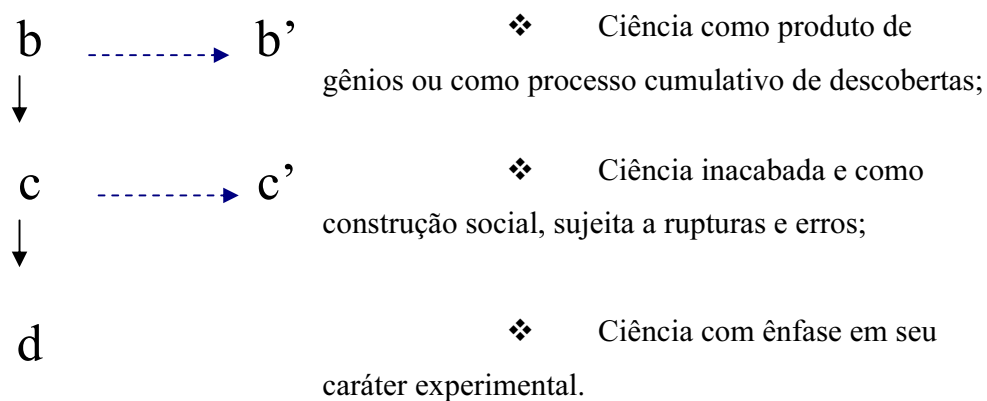 b b’ ❖ Ciência como produto de
gênios ou como processo cumulativo de descobertas;
c c’ ❖ Ciência inacabada e como
construção social, sujeita a rupturas e erros;
d ❖ Ciência com ênfase em seu
caráter experimental.